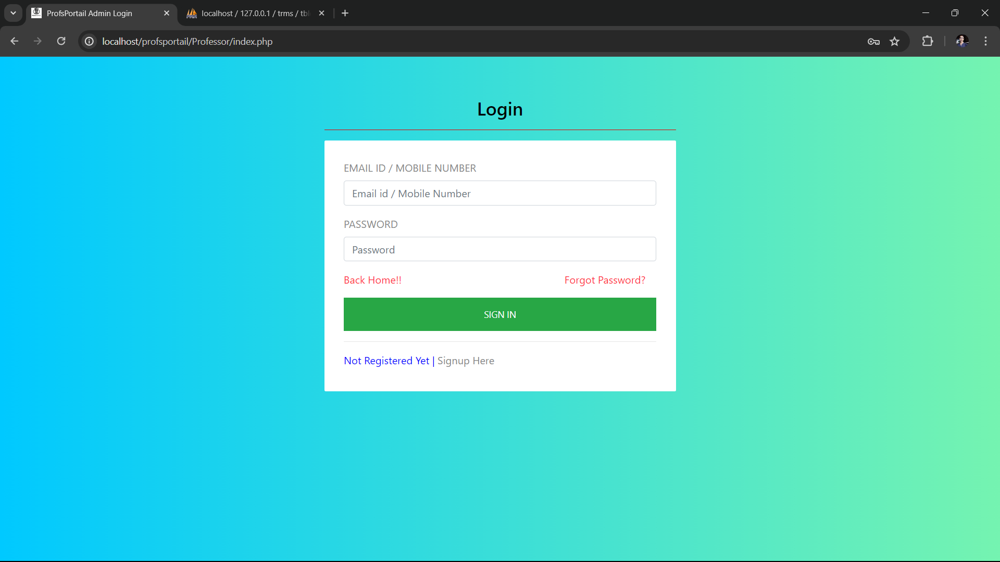 ProfsPortail Admin Login
localhost / 127.0.0.1 / trms / tbl
localhost/profsportail/Professor/index.php
Login
EMAIL ID / MOBILE NUMBER
Email id / Mobile Number
PASSWORD
Password
Back Home!! Forgot Password?
SIGN IN
Not Registered Yet | Signup Here